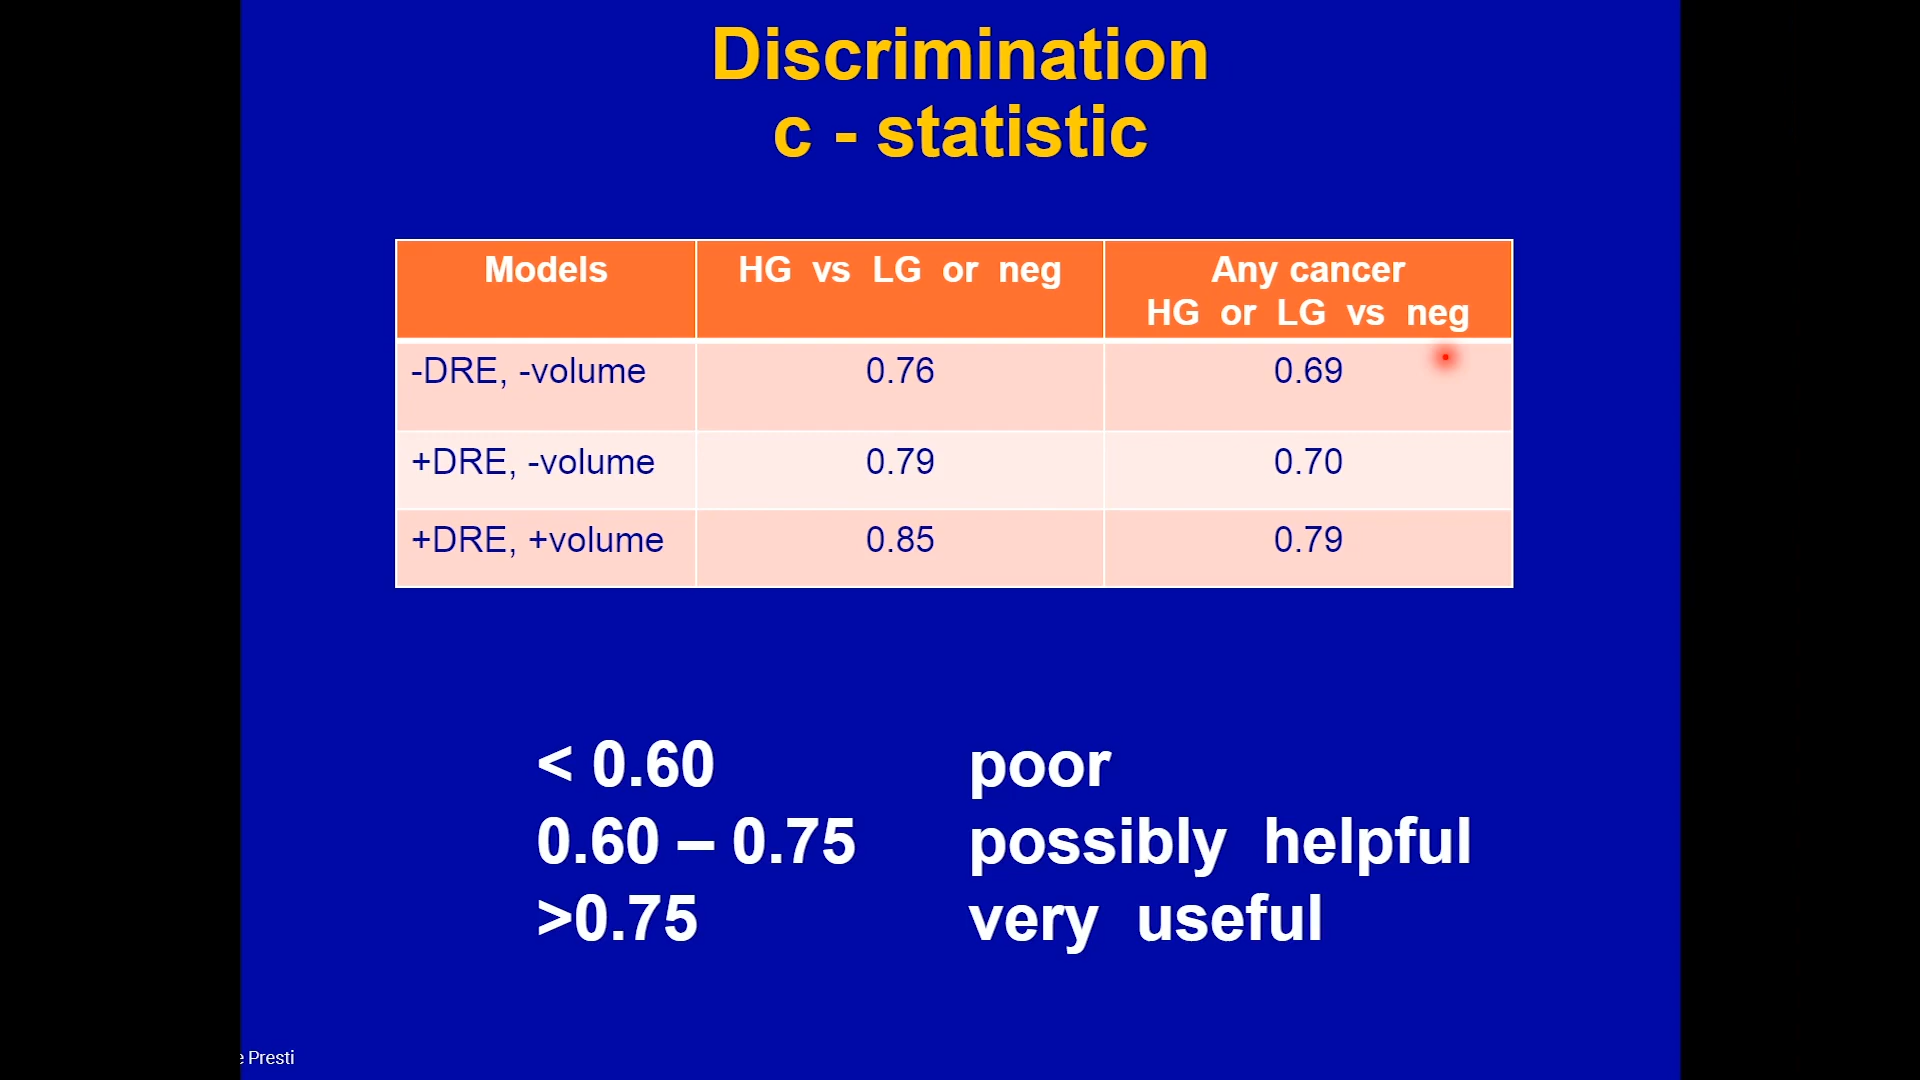 Discrimination
c - statistic
Models HG vs LG or neg Any cancer
HG or LG vs neg
-DRE, -volume 0.76 0.69
+DRE, -volume 0.79 0.70
+DRE, +volume 0.85 0.79
< 0.60 poor
0.60 – 0.75 possibly helpful
>0.75 very useful
e Presti